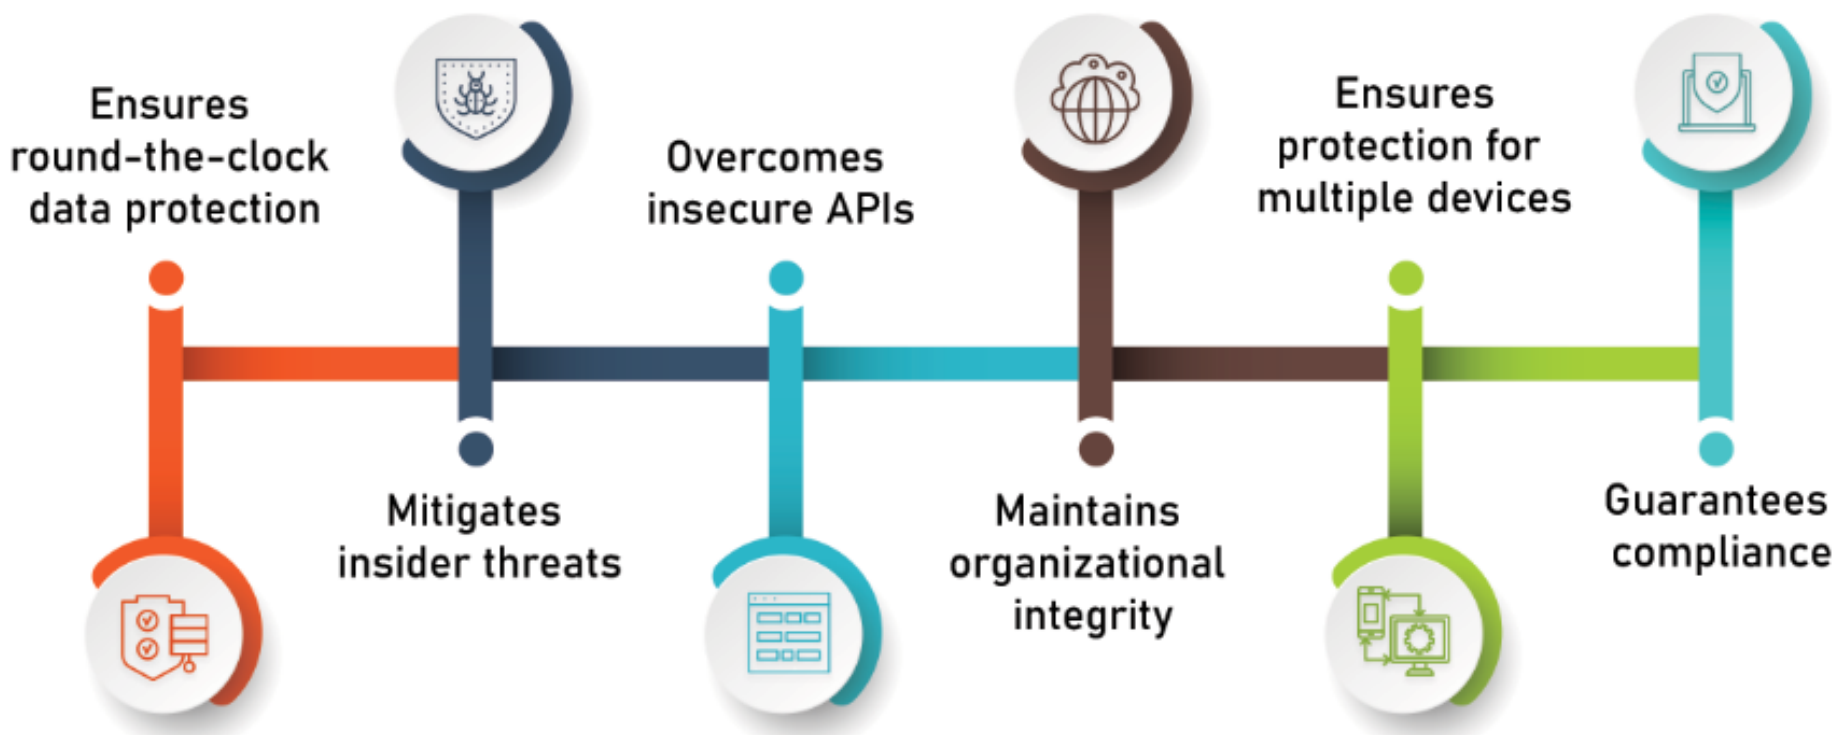 Ensures
round-the-clock
data protection
Mitigates
insider threats
Overcomes
insecure APIs
Maintains
organizational
integrity
Ensures
protection for
multiple devices
Guarantees
compliance